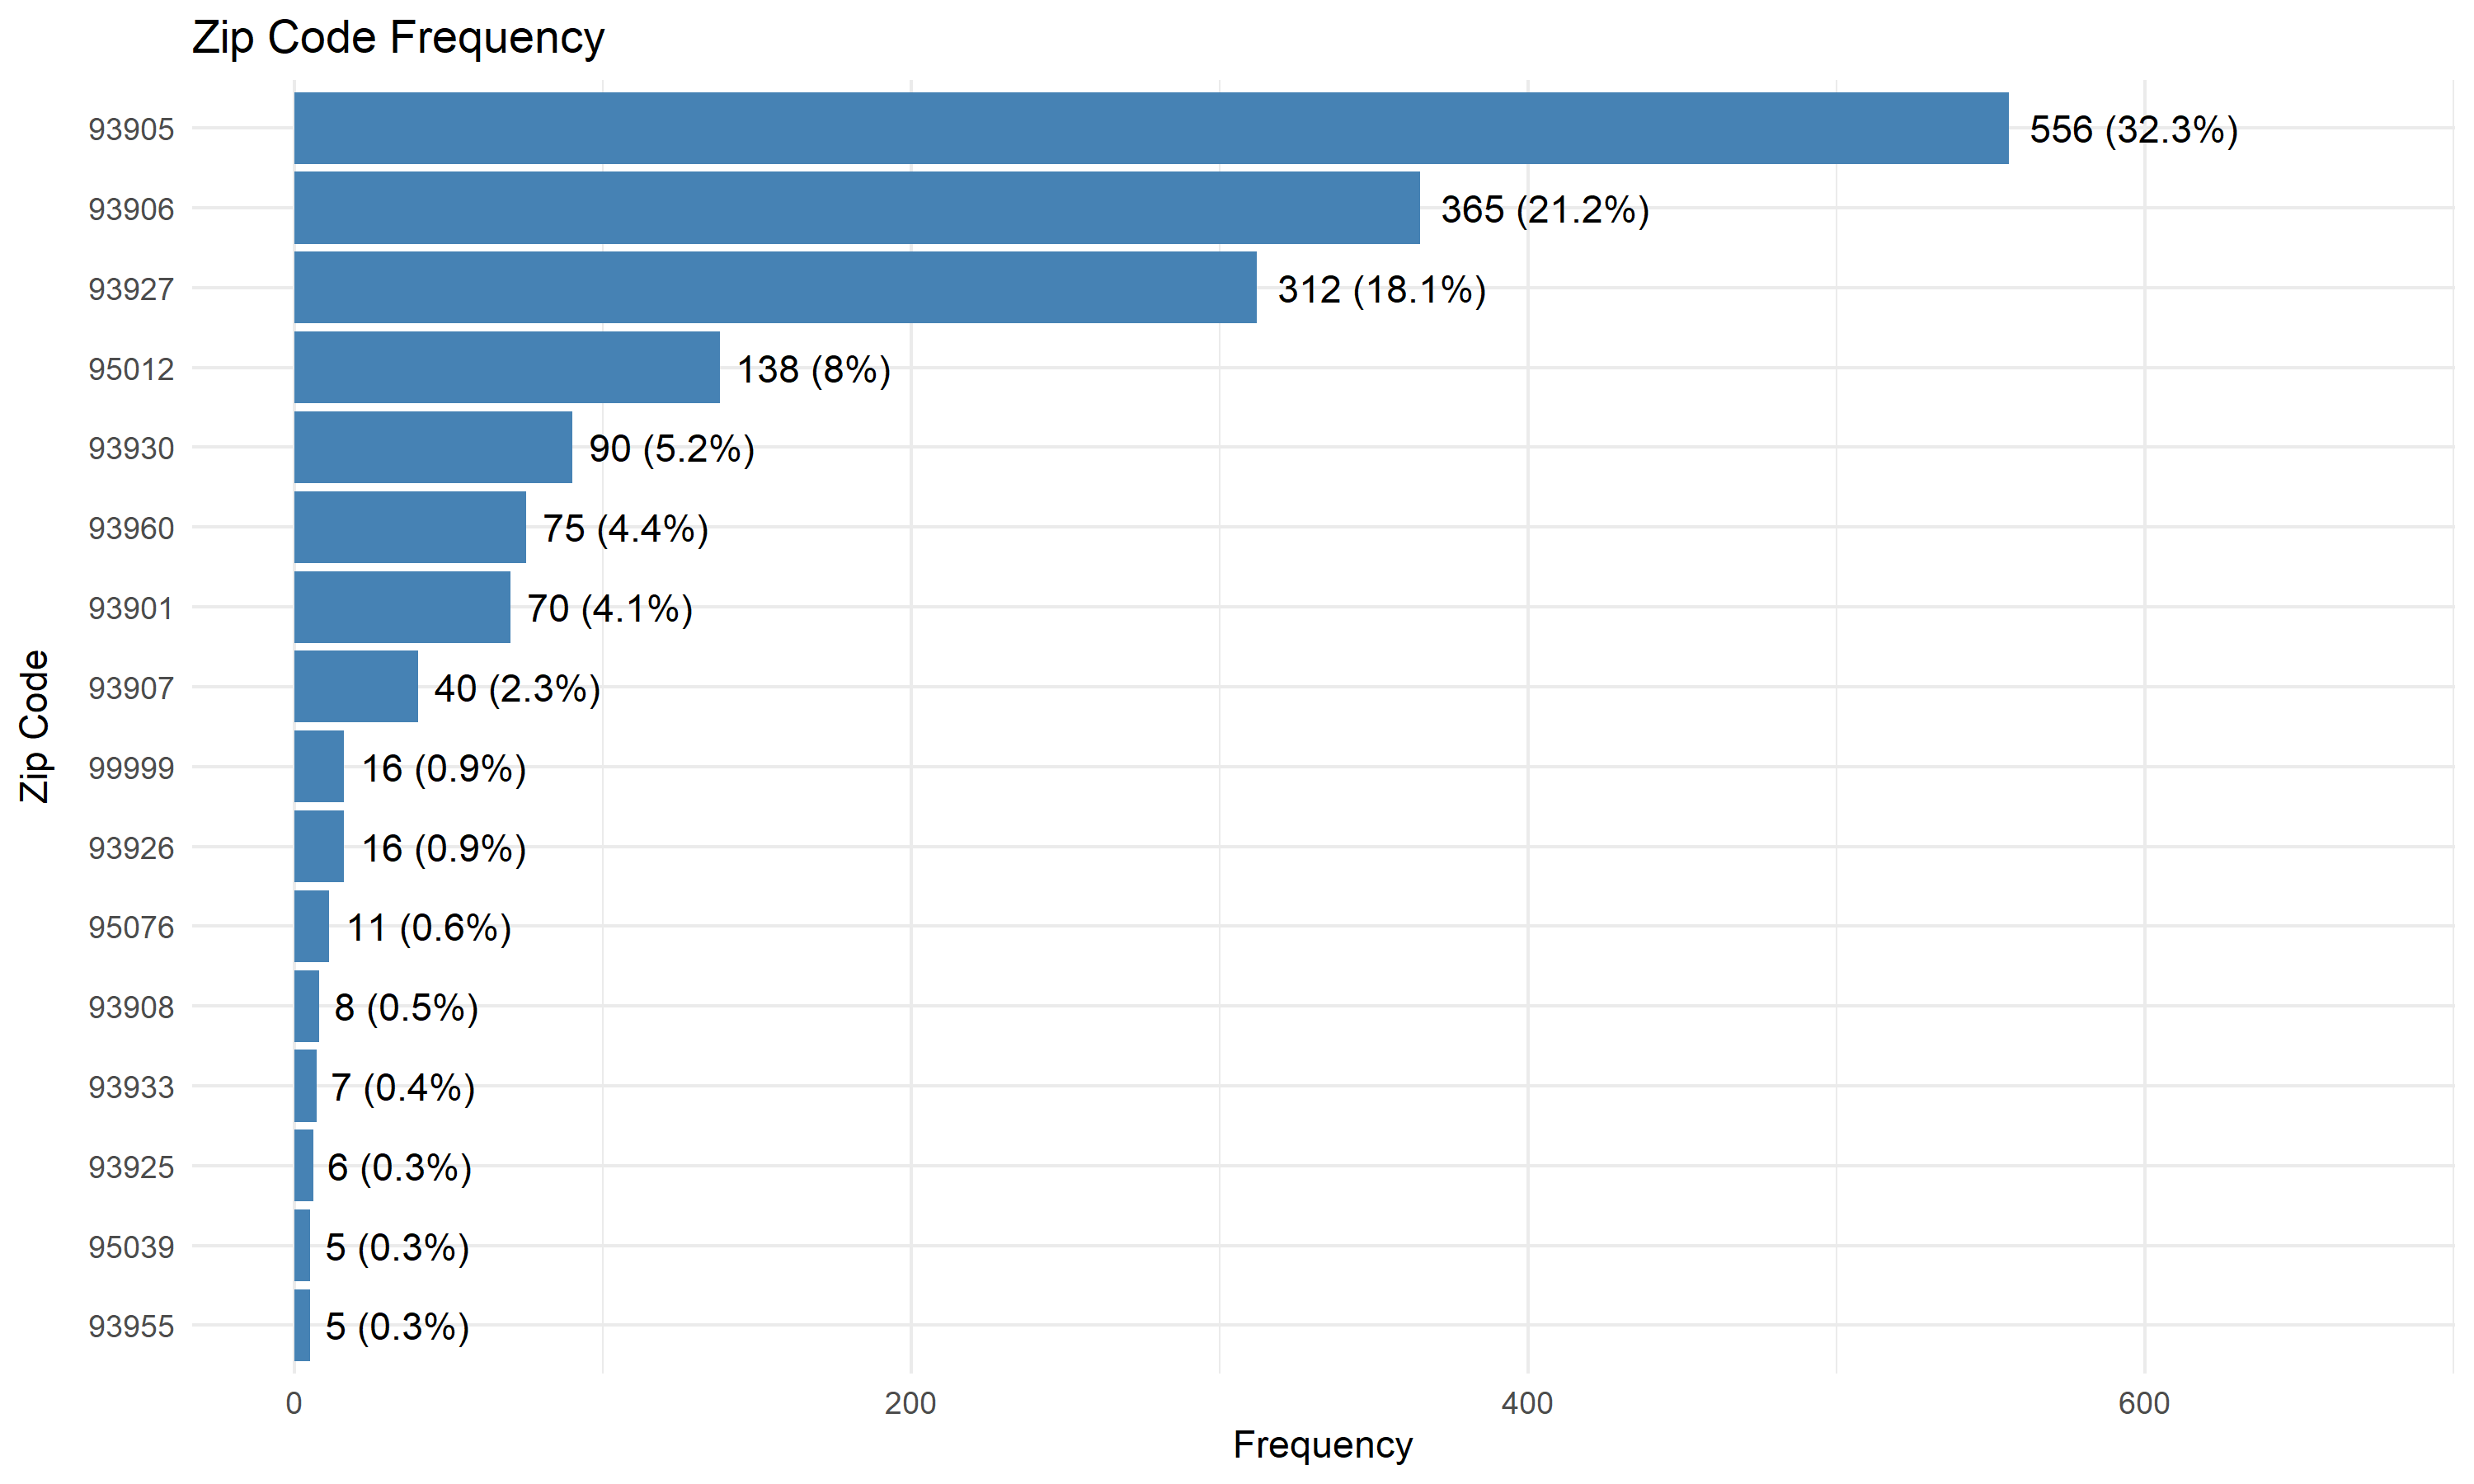 Zip Code Frequency
93905 556 (32.3%)
93906 365 (21.2%)
93927 312 (18.1%)
95012 138 (8%)
93930 90 (5.2%)
93960 75 (4.4%)
93901 70 (4.1%)
93907 40 (2.3%)
99999 16 (0.9%)
93926 16 (0.9%)
95076 11 (0.6%)
93908 8 (0.5%)
93933 7 (0.4%)
93925 6 (0.3%)
95039 5 (0.3%)
93955 5 (0.3%)
Zip Code
0 200 400 600
Frequency